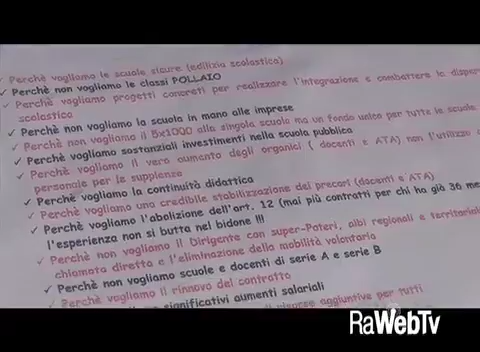 ✓ Perchè vogliamo le scuole sicure (edilizia scolastica)
✓ Perchè non vogliamo le classi POLLAIO
✓ Perchè vogliamo progetti concreti per realizzare l'integrazione e combattere la
scolastica
✓ Perchè non vogliamo la scuola in mano alle imprese
✓ Perchè non vogliamo il 8x1000 alla singola scuola ma un fondo unico per tutte le scuole
✓ Perchè vogliamo sostanziali investimenti nella scuola pubblica
✓ Perchè vogliamo il vero aumento degli organici ( docenti e ATA) non l'utilizzo
personale per le supplenze
✓ Perchè vogliamo la continuità didattica
✓ Perchè vogliamo una credibile stabilizzazione dei precari (docenti e ATA)
✓ Perchè vogliamo l'abolizione dell'art. 12 (mai più contratti per chi ha già 36
l'esperienza non si butta nel bidone !!!
✓ Perchè non vogliamo il Dirigente con super-Poteri, albi regionali e
chiamata diretta e l'eliminazione della mobilità volontaria
✓ Perchè non vogliamo scuole e docenti di serie A e serie B
✓ Perchè vogliamo il rinnovo del contratto
significativi aumenti salariali
risorse aggiuntive per tutti
RaWebTv